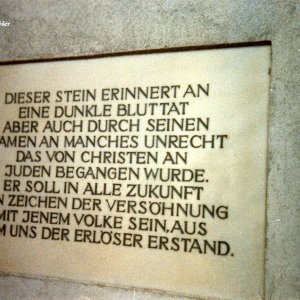 hler
DIESER STEIN ERINNERT AN
EINE DUNKLE BLUTTAT
ABER AUCH DURCH SEINEN
AMEN AN MANCHES UNRECHT
DAS VON CHRISTEN AN
JUDEN BEGANGEN WURDE.
ER SOLL IN ALLE ZUKUNFT
N ZEICHEN DER VERSÖHNUNG
MIT JENEM VOLKE SEIN, AUS
M UNS DER ERLÖSER ERSTAND.